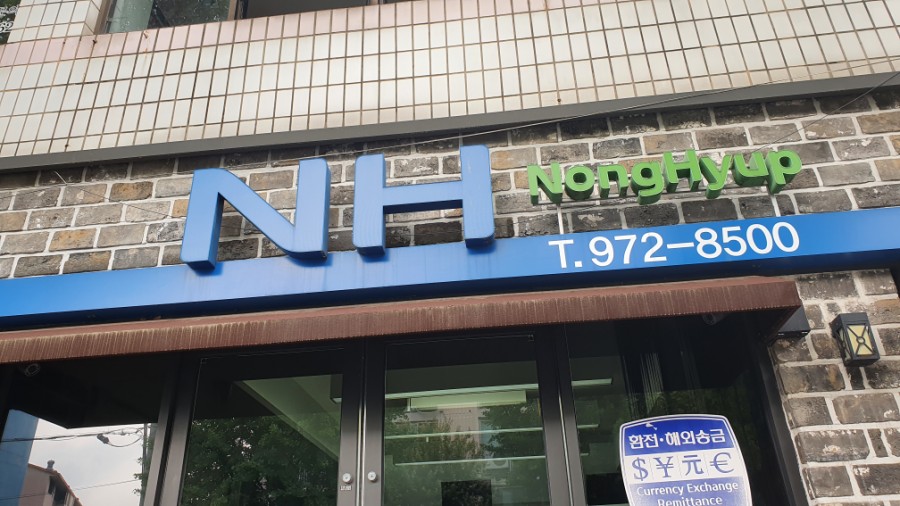 NH NongHyup
T.972-8500
환전·해외송금
$ ¥ 元 €
Currency Exchange
Remittance